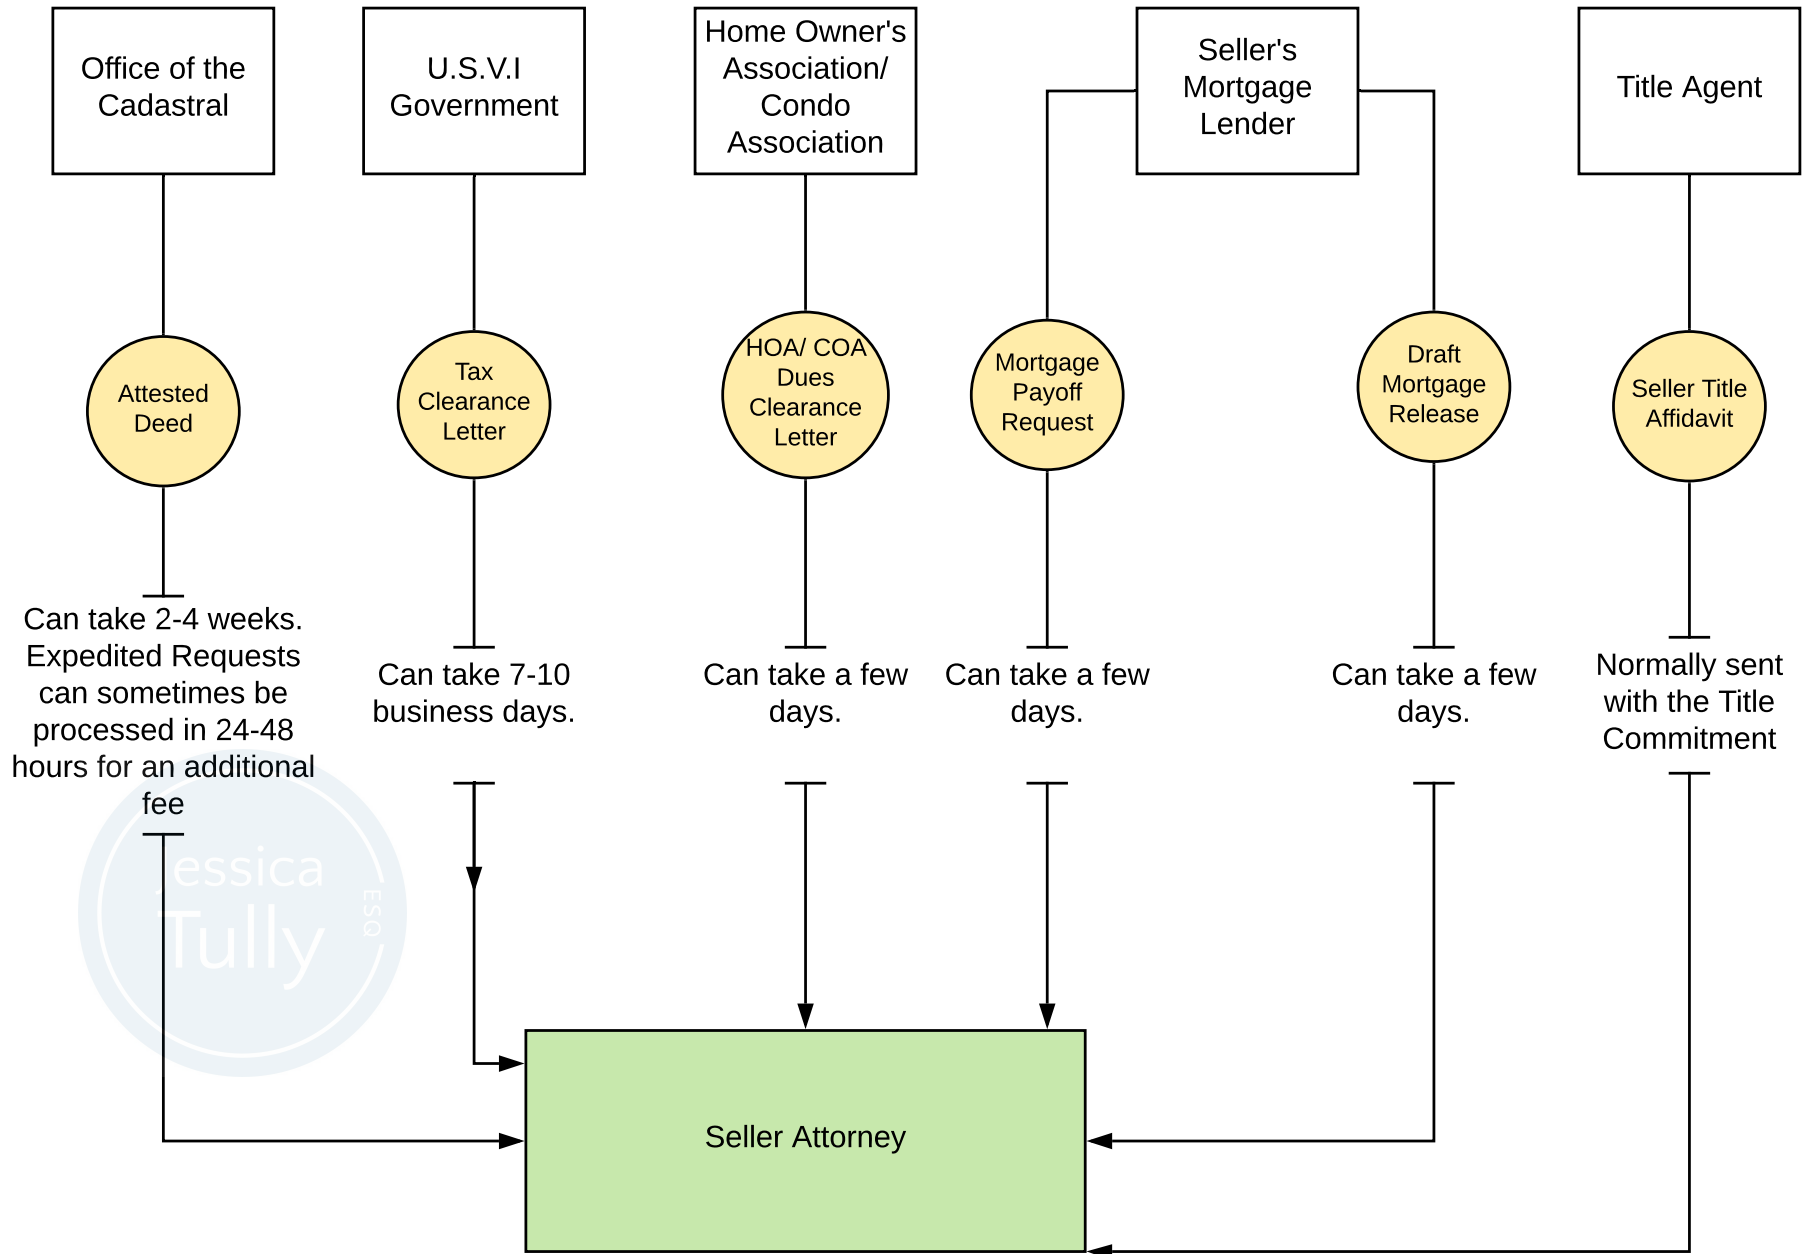 Office of the
Cadastral
U.S.V.I
Government
Home Owner's
Association/
Condo
Association
Seller's
Mortgage
Lender
Title Agent
Attested
Deed
Tax
Clearance
Letter
HOA/ COA
Dues
Clearance
Letter
Mortgage
Payoff
Request
Draft
Mortgage
Release
Seller Title
Affidavit
Can take 2-4 weeks.
Expedited Requests
can sometimes be
processed in 24-48
hours for an additional
fee
Can take 7-10
business days.
Can take a few
days.
Can take a few
days.
Can take a few
days.
Normally sent
with the Title
Commitment
Jessica
Tully
ESQ
Seller Attorney